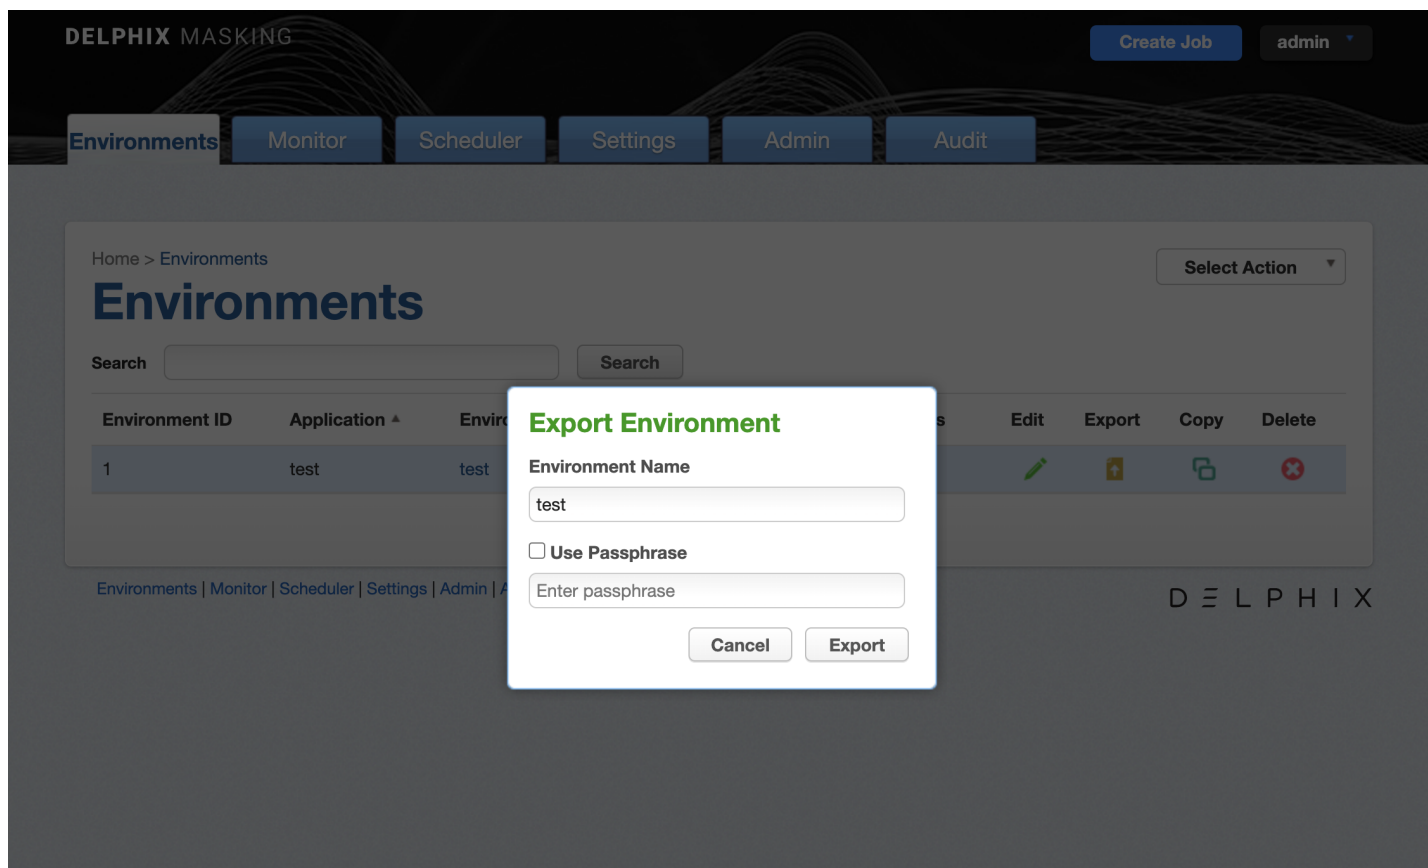 DELPHIX MASKING
Create Job
admin
Environments
Monitor
Scheduler
Settings
Admin
Audit
Home > Environments
Select Action
Environments
Search
Search
Environment ID
Application
Edit
Export
Copy
Delete
1
test
test
Export Environment
Environment Name
test
Use Passphrase
Enter passphrase
Cancel
Export
Environments | Monitor | Scheduler | Settings | Admin |
DELPHIX